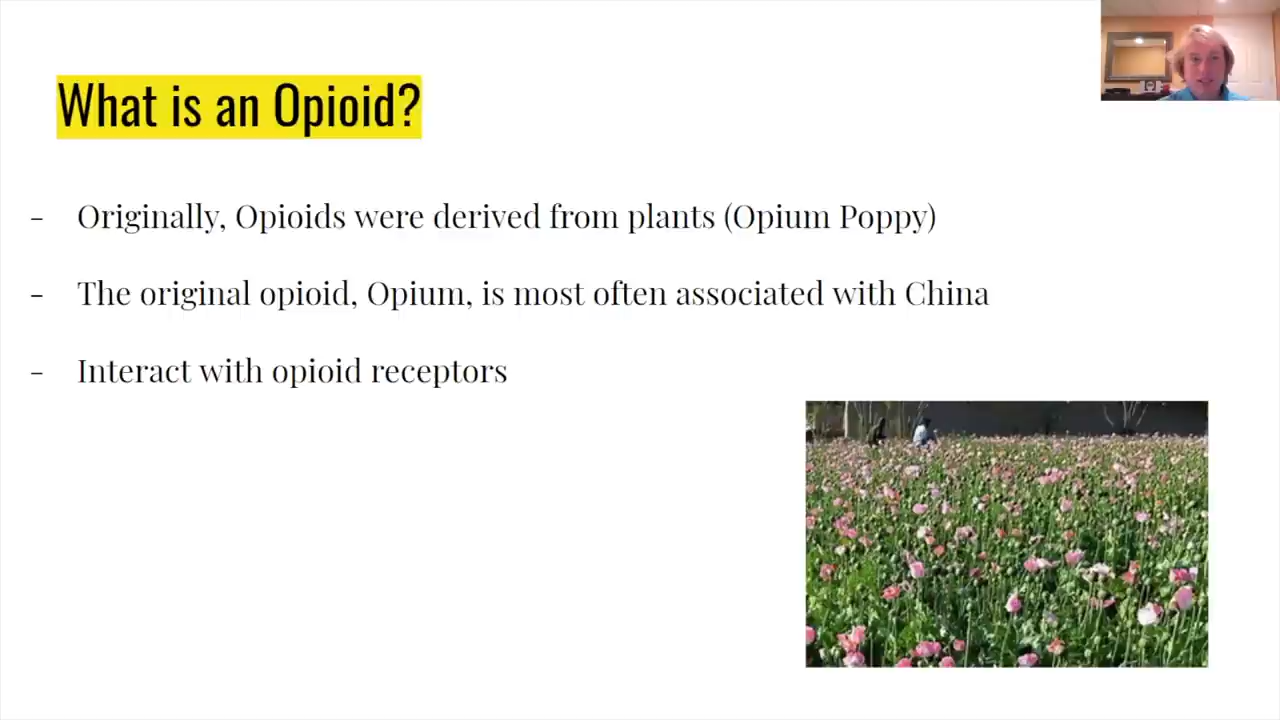 What is an Opioid?
- Originally, Opioids were derived from plants (Opium Poppy)
- The original opioid, Opium, is most often associated with China
- Interact with opioid receptors